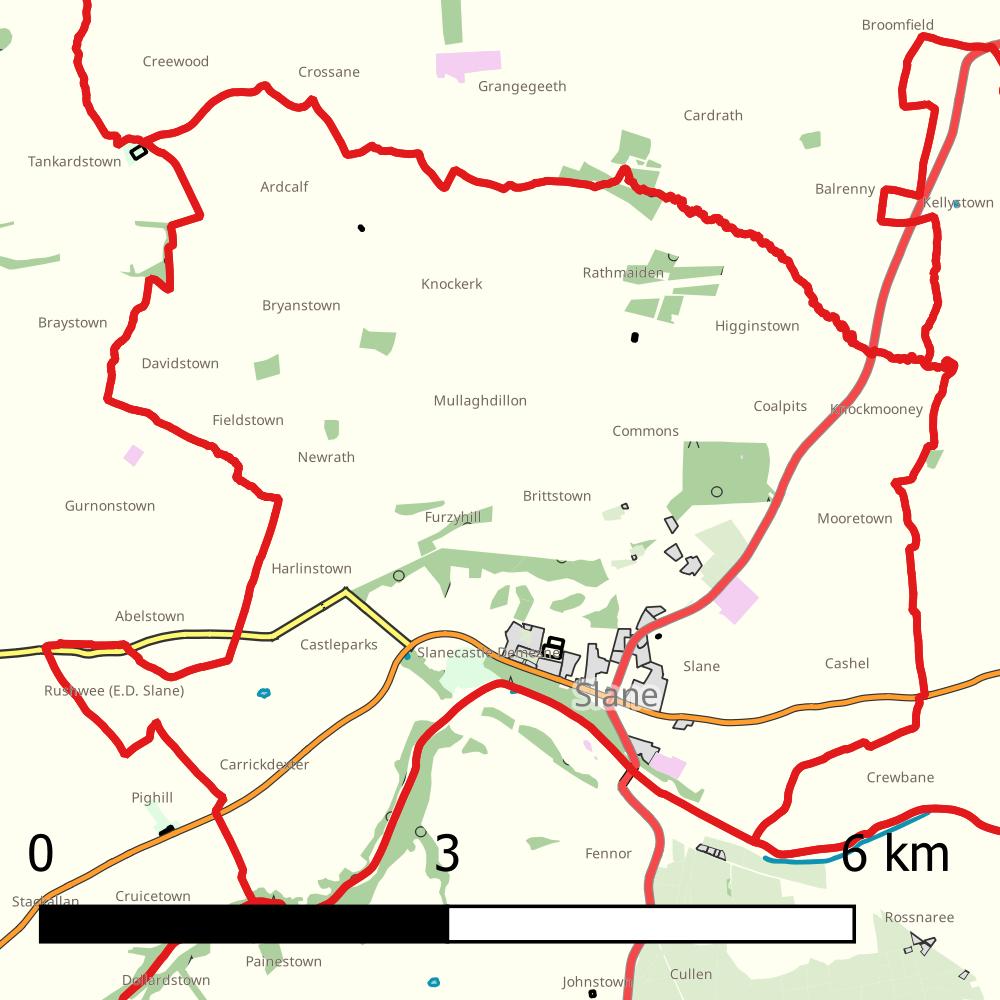 Broomfield
Creewood
Crossane
Grangegeeth
Cardrath
Tankardstown
Ardcalf
Balrenny
Kellystown
Rathmaiden
Knockerk
Bryanstown
Braystown
Higginstown
Davidstown
Mullaghdillon
Coalpits
Knockmooney
Fieldstown
Commons
Newrath
Brittstown
Gurnonstown
Furzyhill
Mooretown
Harlinstown
Abelstown
Castleparks
Slanecastle Demesne
Slane
Cashel
Rushwee (E.D. Slane)
Slane
Carrickdexter
Crewbane
Pighill
0
3
6 km
Fennor
Stackallan
Cruicetown
Rossnaree
Painestown
Dollardstown
Johnstown
Cullen